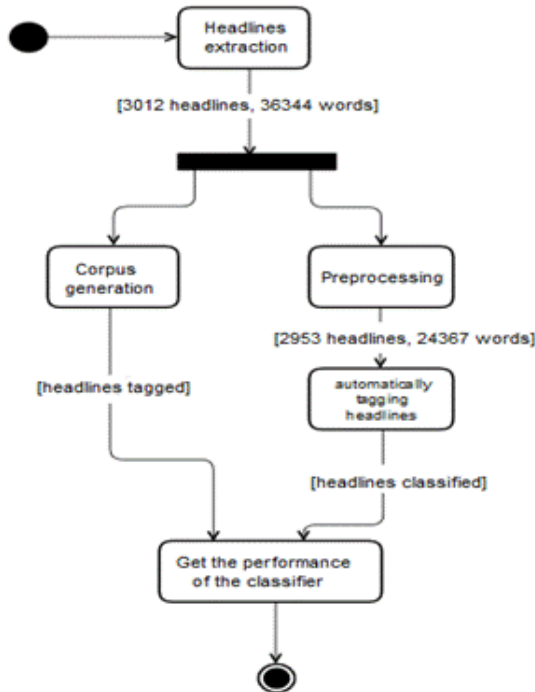 Headlines
extraction
[3012 headlines, 36344 words]
Corpus
generation
Preprocessing
[2953 headlines, 24367 words]
[headlines tagged]
automatically
tagging
headlines
[headlines classified]
Get the performance
of the classifier